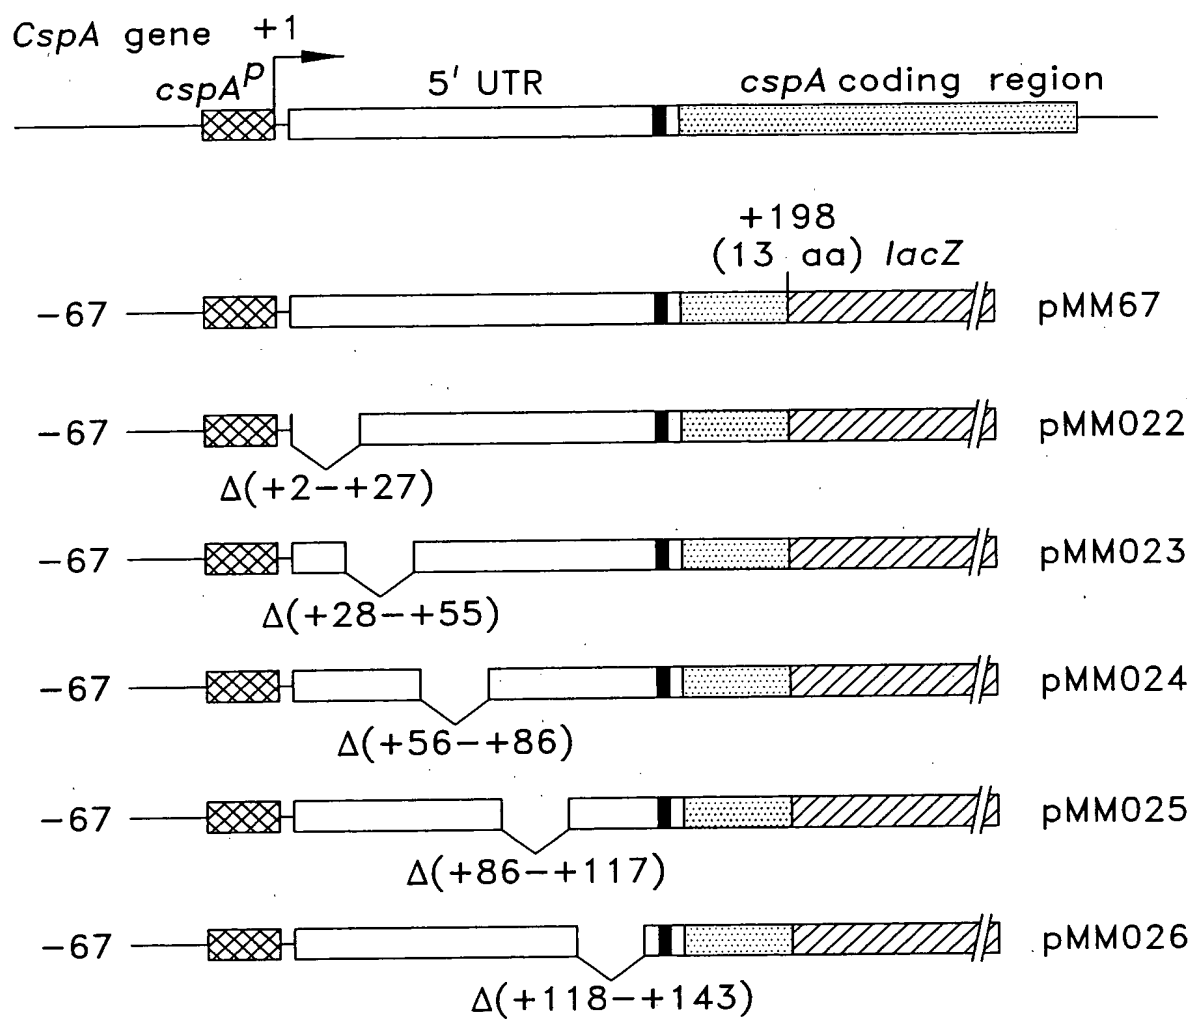 CspA gene +1
cspAP
5' UTR
cspA coding region
+198
(13 aa) lacZ
-67
pMM67
-67
pMM022
Δ(+2-+27)
-67
pMM023
Δ(+28-+55)
-67
pMM024
Δ(+56-+86)
-67
pMM025
Δ(+86-+117)
-67
pMM026
Δ(+118-+143)